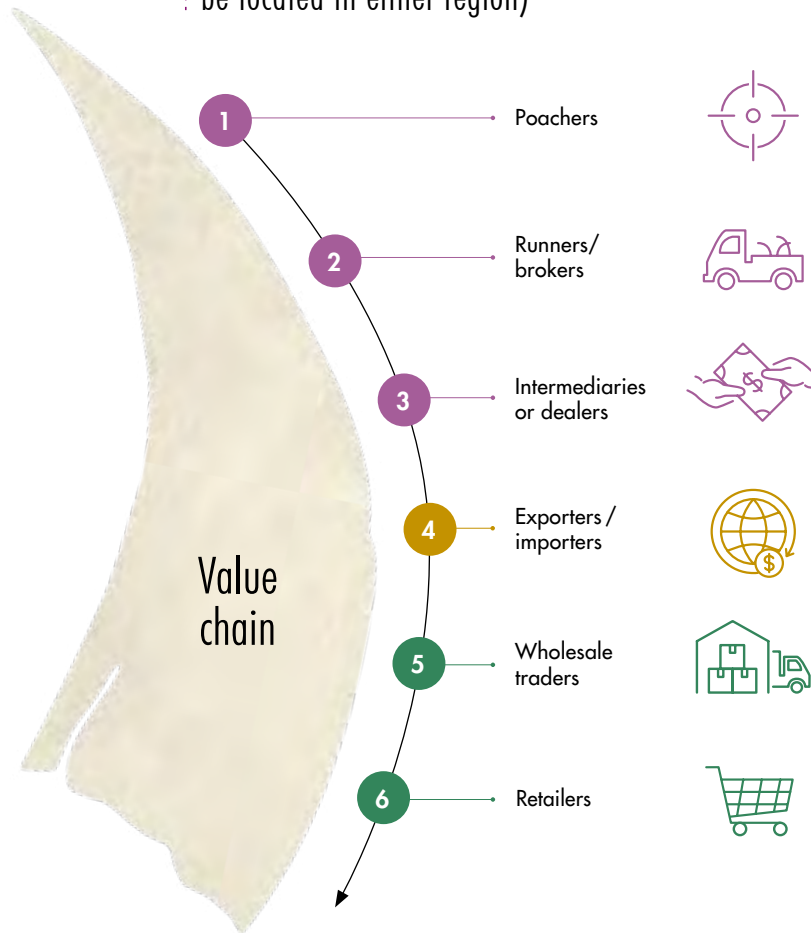 : be located in either region)
1
Poachers
2
Runners/
brokers
3
Intermediaries
or dealers
$
4
Exporters /
importers
$
Value
chain
5
Wholesale
traders
6
Retailers